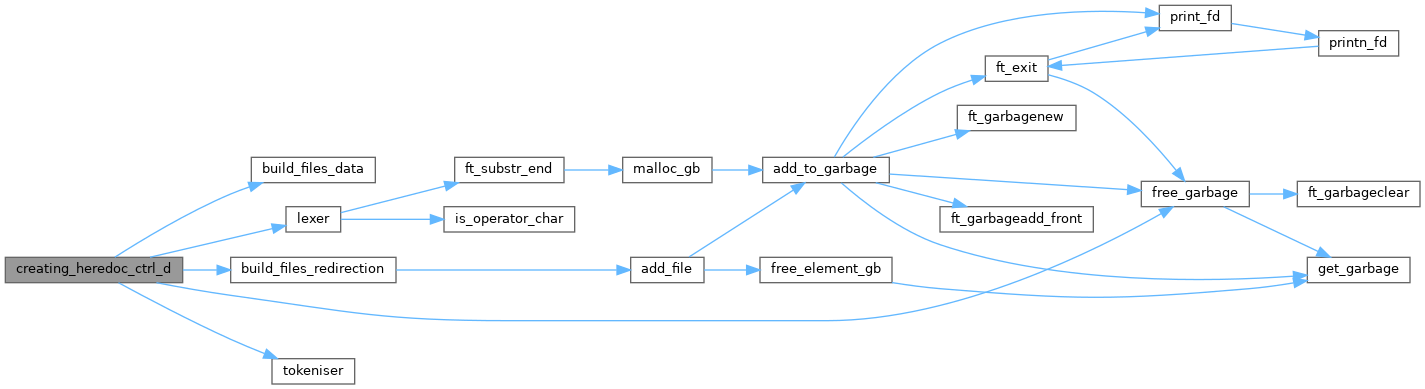 print_fd
printn_fd
ft_exit
ft_garbagenew
build_files_data
ft_substr_end
malloc_gb
add_to_garbage
free_garbage
ft_garbageclear
lexer
is_operator_char
ft_garbageadd_front
creating_heredoc_ctrl_d
build_files_redirection
add_file
free_element_gb
get_garbage
tokeniser